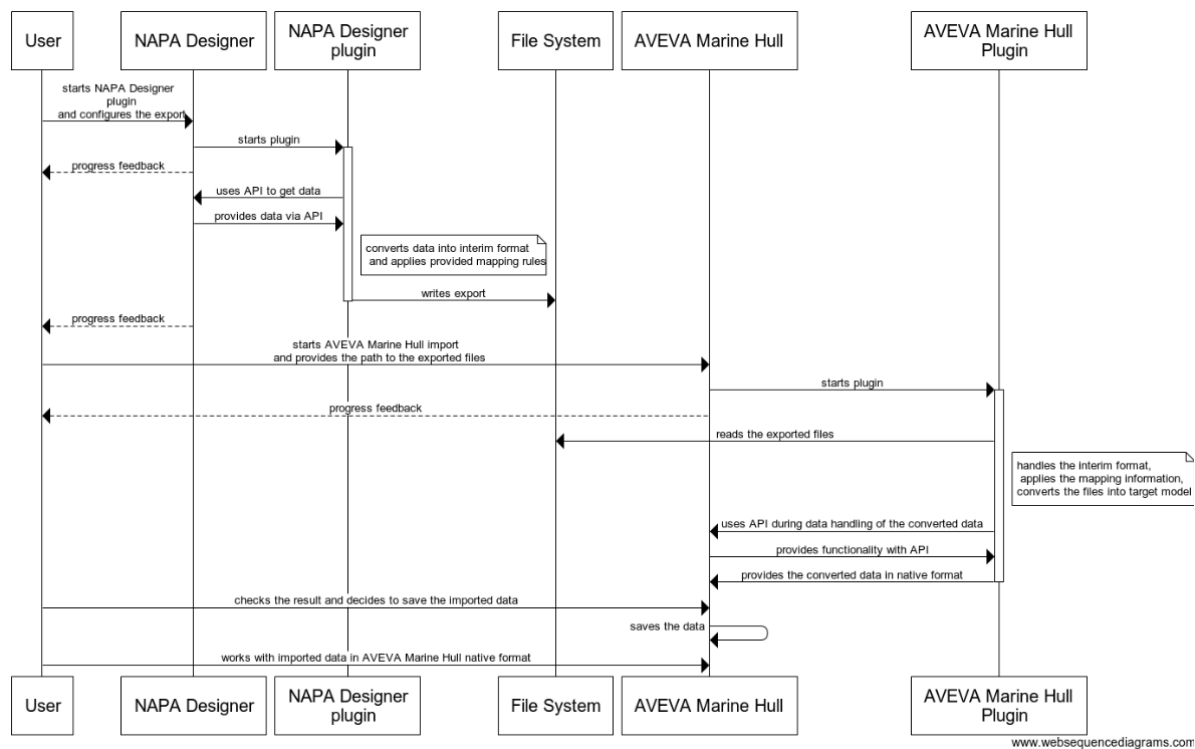 User
NAPA Designer
NAPA Designer
plugin
File System
AVEVA Marine Hull
AVEVA Marine Hull
Plugin
starts NAPA Designer
plugin
and configures the export
starts plugin
progress feedback
uses API to get data
provides data via API
converts data into interim format
and applies provided mapping rules
writes export
progress feedback
starts AVEVA Marine Hull import
and provides the path to the exported files
starts plugin
progress feedback
reads the exported files
handles the interim format,
applies the mapping information,
converts the files into target model
uses API during data handling of the converted data
provides functionality with API
provides the converted data in native format
checks the result and decides to save the imported data
saves the data
works with imported data in AVEVA Marine Hull native format
User
NAPA Designer
NAPA Designer
plugin
File System
AVEVA Marine Hull
AVEVA Marine Hull
Plugin
www.websequencediagrams.com